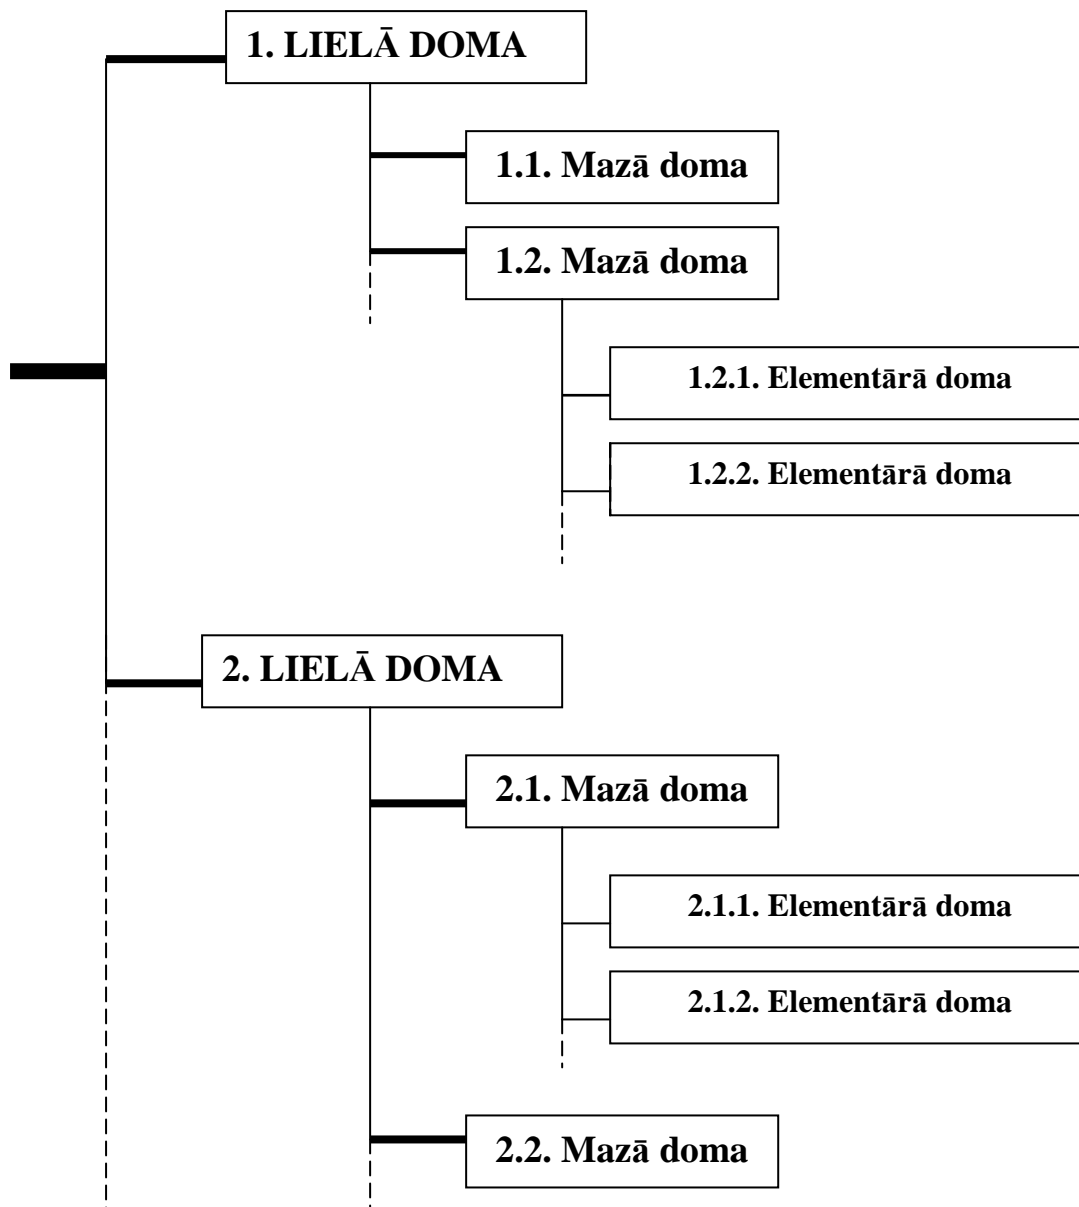 1. LIELĀ DOMA
1.1. Mazā doma
1.2. Mazā doma
1.2.1. Elementārā doma
1.2.2. Elementārā doma
2. LIELĀ DOMA
2.1. Mazā doma
2.1.1. Elementārā doma
2.1.2. Elementārā doma
2.2. Mazā doma